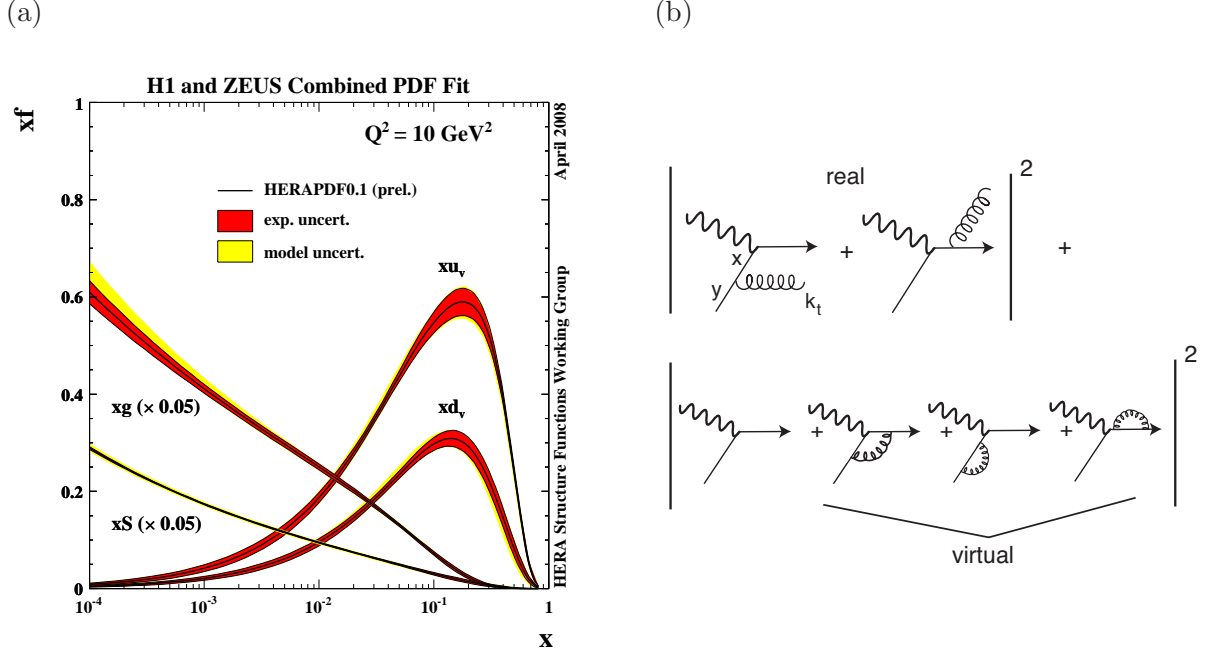 (a)
H1 and ZEUS Combined PDF Fit
xf
Q² = 10 GeV²
HERAPDF0.1 (prel.)
exp. uncert.
model uncert.
xu_v
xd_v
xg (× 0.05)
xS (× 0.05)
1
0.8
0.6
0.4
0.2
0
10⁻⁴
10⁻³
10⁻²
10⁻¹
1
x
HERA Structure Functions Working Group
April 2008
(b)
real
2
x
+
+
y
k_t
2
+
+
+
virtual